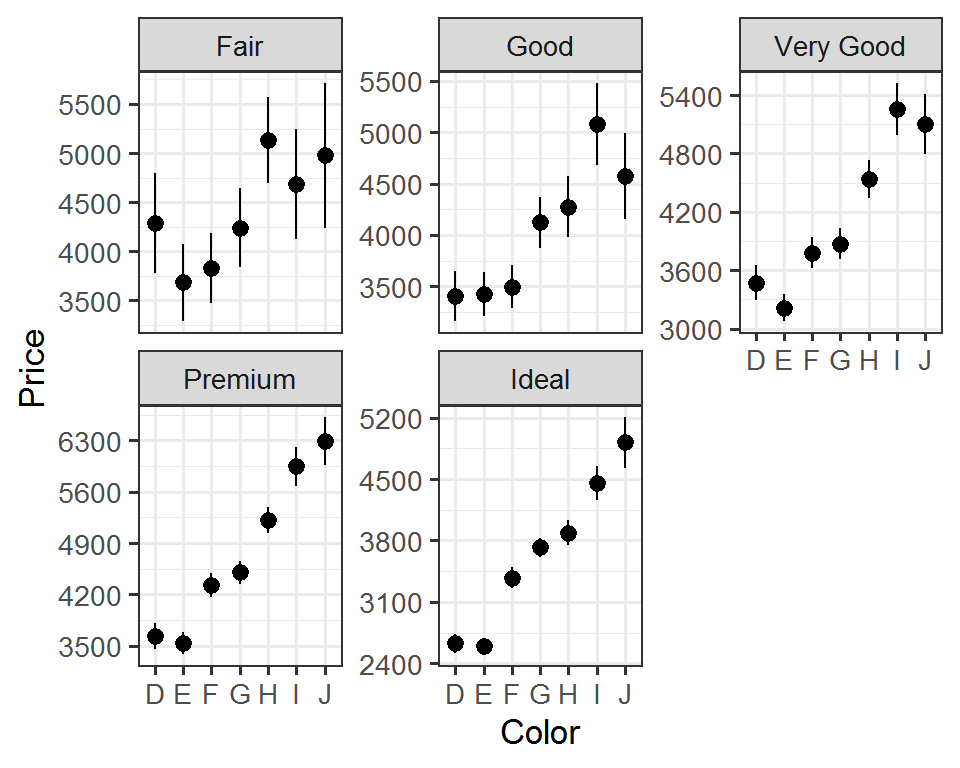 Fair
Good
Very Good
5500
5000
4500
4000
3500
5500
5000
4500
4000
3500
5400
4800
4200
3600
3000
D E F G H I J
Price
Premium
Ideal
6300
5600
4900
4200
3500
5200
4500
3800
3100
2400
D E F G H I J
D E F G H I J
Color